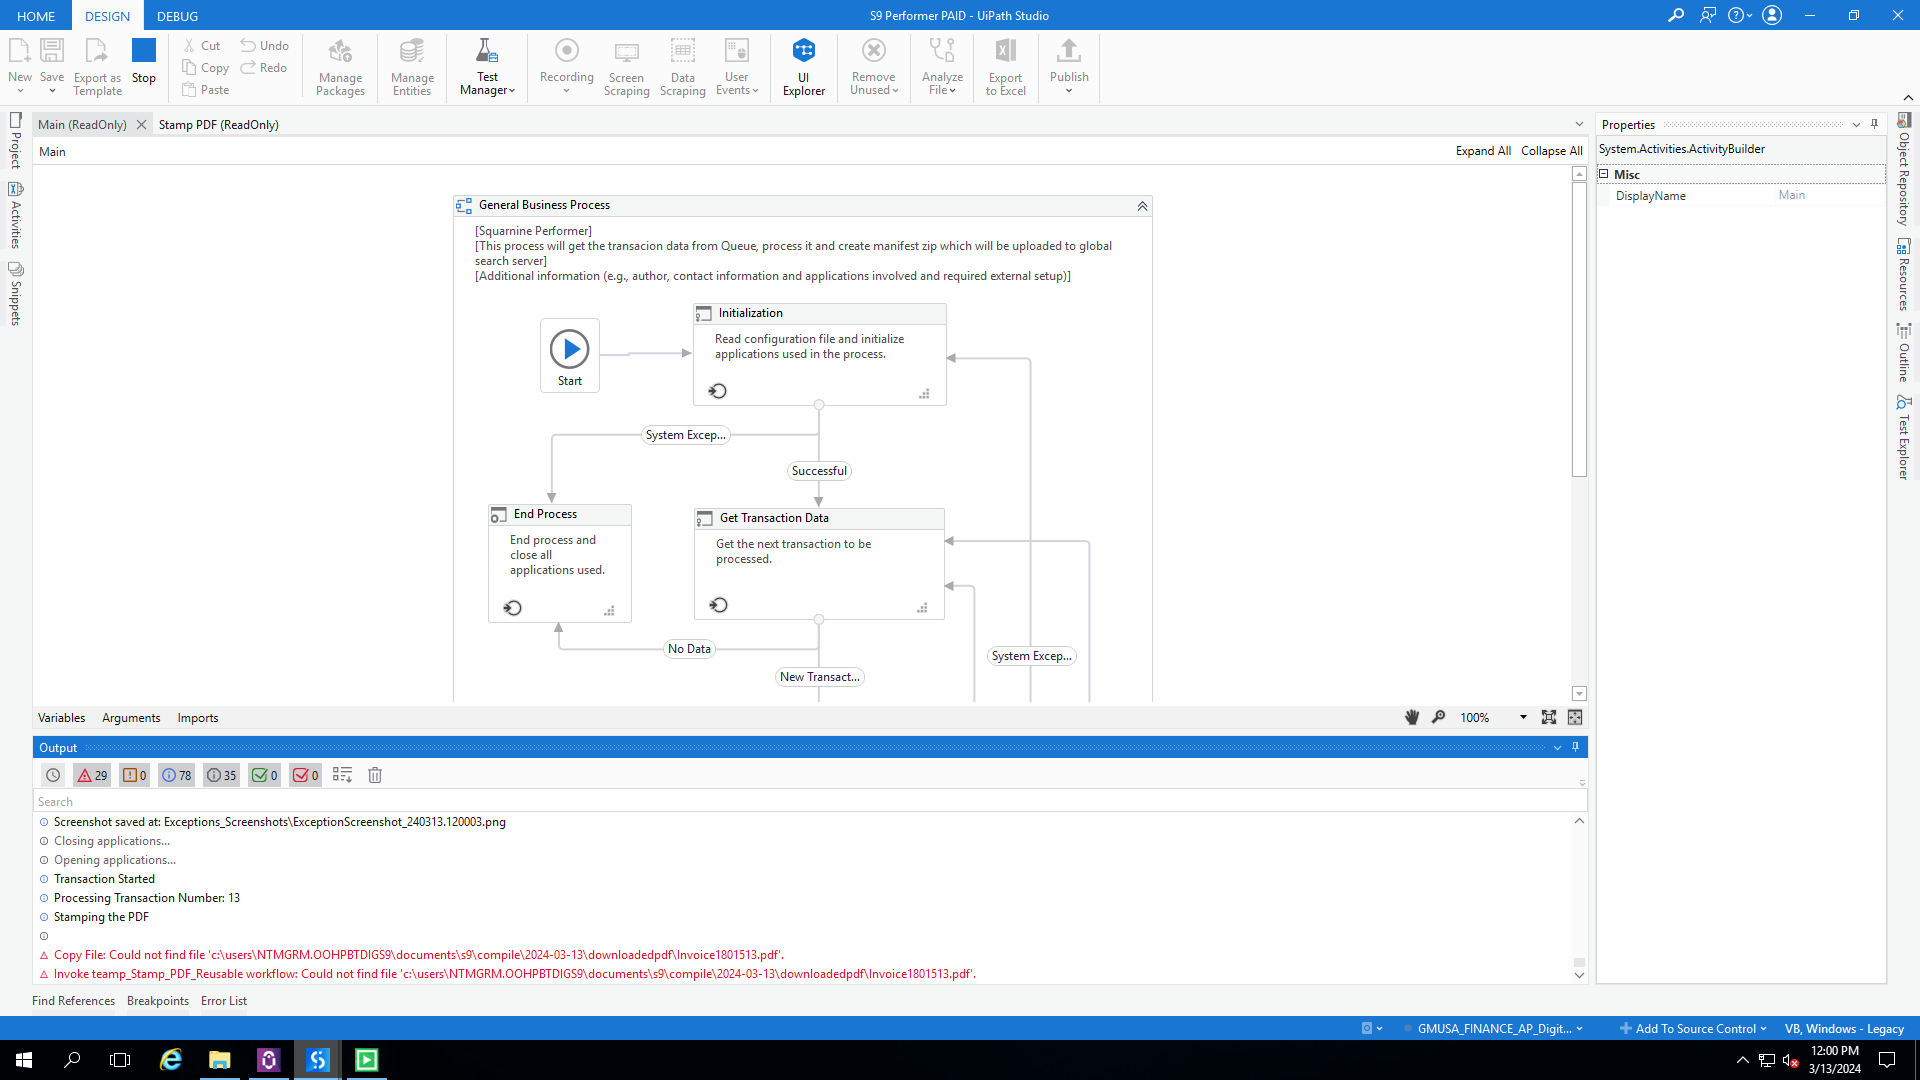 HOME
DESIGN
DEBUG
S9 Performer PAID - UiPath Studio
New
Save
Export as Template
Stop
Cut
Copy
Paste
Undo
Redo
Manage Packages
Manage Entities
Test Manager
Recording
Screen Scraping
Data Scraping
User Events
UI Explorer
Remove Unused
Analyze File
Export to Excel
Publish
Project
Activities
Snippets
Main (ReadOnly)
Stamp PDF (ReadOnly)
Main
Expand All
Collapse All
General Business Process
[Squarnine Performer]
[This process will get the transacion data from Queue, process it and create manifest zip which will be uploaded to global
search server]
[Additional information (e.g., author, contact information and applications involved and required external setup)]
Start
Initialization
Read configuration file and initialize
applications used in the process.
System Excep...
Successful
End Process
End process and
close all
applications used.
Get Transaction Data
Get the next transaction to be
processed.
No Data
New Transact...
System Excep...
Variables
Arguments
Imports
100%
Output
29
0
78
35
0
0
Search
Screenshot saved at: Exceptions_Screenshots\ExceptionScreenshot_240313.120003.png
Closing applications...
Opening applications...
Transaction Started
Processing Transaction Number: 13
Stamping the PDF
Copy File: Could not find file 'c:\users\NTMGRM.OOHPBTDIGS9\documents\s9\compile\2024-03-13\downloadedpdf\Invoice1801513.pdf'.
Invoke teamp_Stamp_PDF_Reusable workflow: Could not find file 'c:\users\NTMGRM.OOHPBTDIGS9\documents\s9\compile\2024-03-13\downloadedpdf\Invoice1801513.pdf'.
Find References
Breakpoints
Error List
Properties
System.Activities.ActivityBuilder
Misc
DisplayName
Main
Object Repository
Resources
Outline
Test Explorer
GMUSA_FINANCE_AP_Digit...
Add To Source Control
VB, Windows - Legacy
12:00 PM
3/13/2024